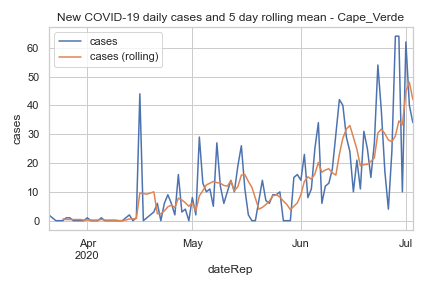 New COVID-19 daily cases and 5 day rolling mean - Cape_Verde
cases
cases (rolling)
60
50
40
30
20
10
0
cases
Apr
2020
May
Jun
Jul
dateRep